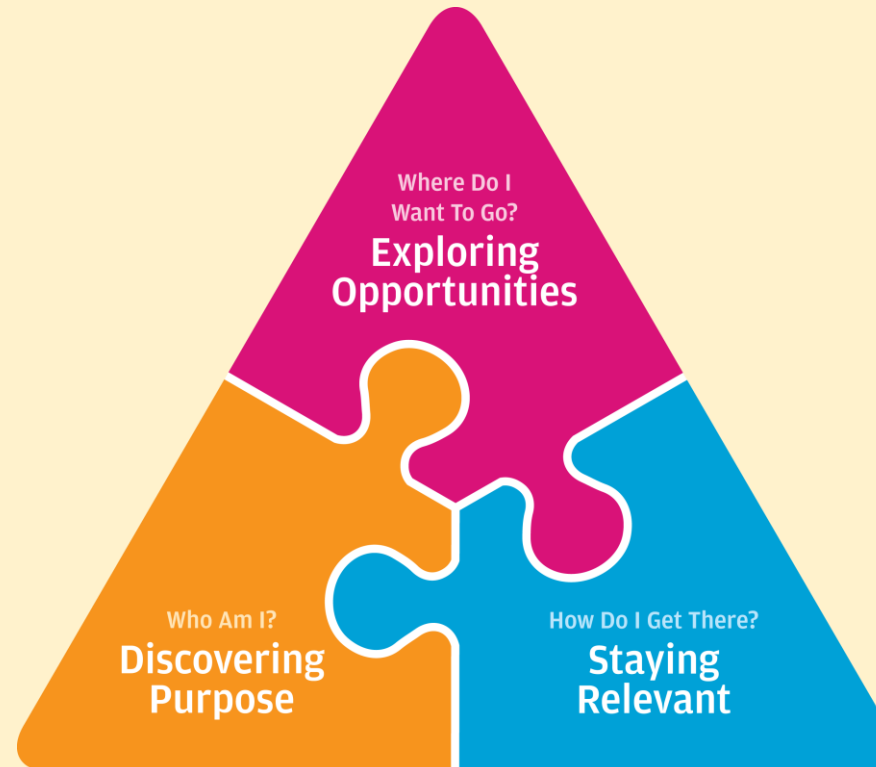 Where Do I
Want To Go?
Exploring
Opportunities
Who Am I?
Discovering
Purpose
How Do I Get There?
Staying
Relevant